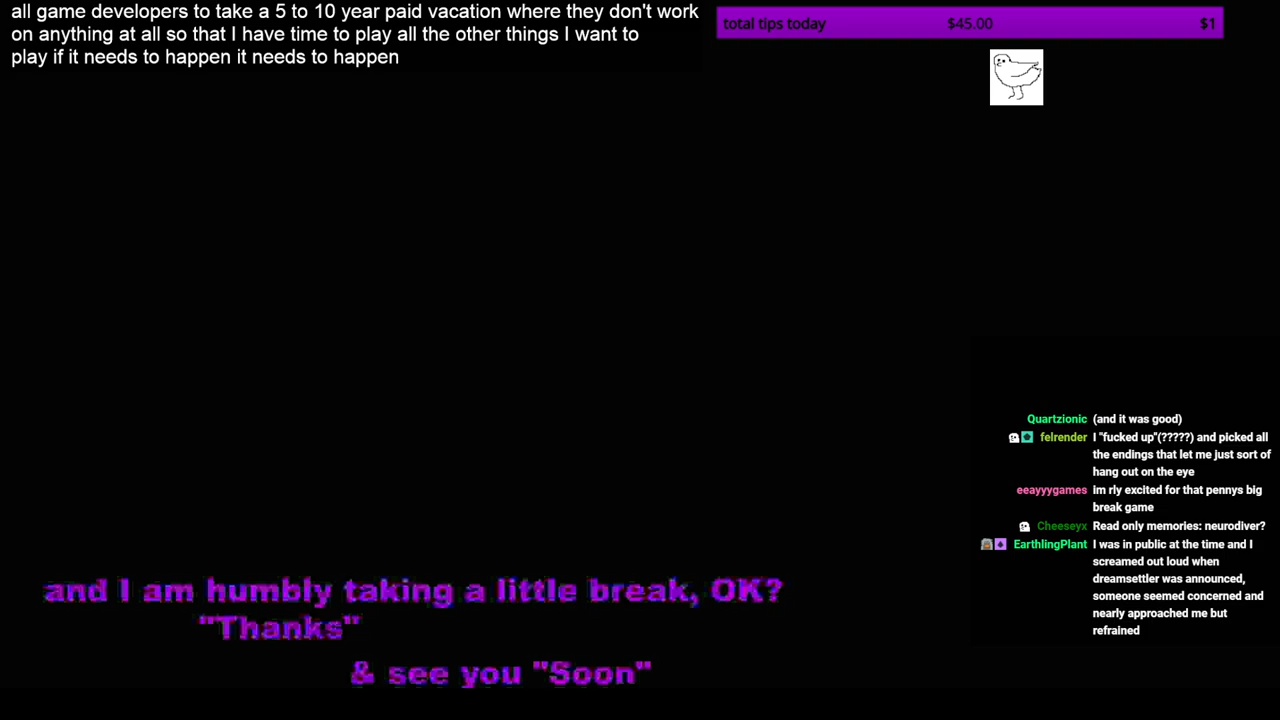 all game developers to take a 5 to 10 year paid vacation where they don't work
on anything at all so that I have time to play all the other things I want to
play if it needs to happen it needs to happen
total tips today $45.00 $1
Quartzionic (and it was good)
felrender I "fucked up"(?????) and picked all
the endings that let me just sort of
hang out on the eye
eeayyygames im rly excited for that pennys big
break game
Cheeseyx Read only memories: neurodiver?
EarthlingPlant I was in public at the time and I
screamed out loud when
dreamsettler was announced,
someone seemed concerned and
nearly approached me but
refrained
and I am humbly taking a little break, OK?
"Thanks"
& see you "Soon"